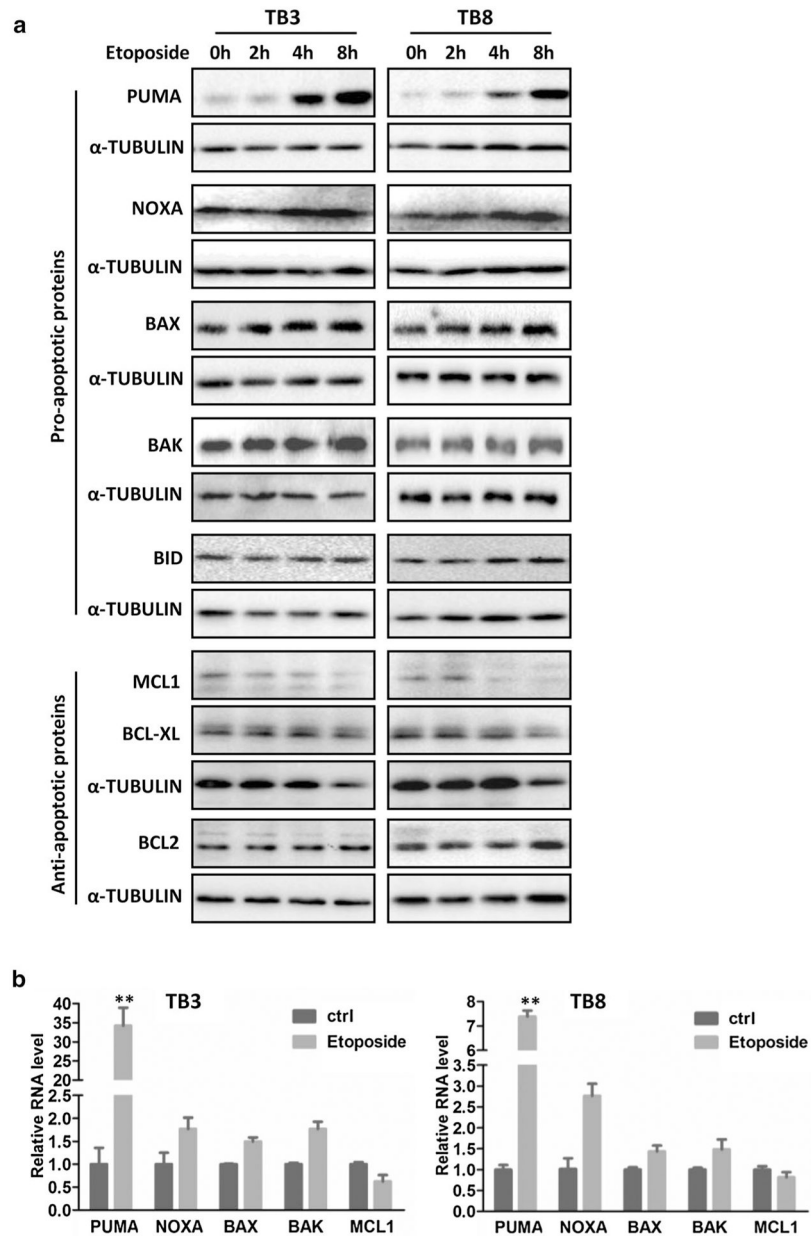 a
TB3 TB8
Etoposide 0h 2h 4h 8h 0h 2h 4h 8h
Pro-apoptotic proteins
PUMA
α-TUBULIN
NOXA
α-TUBULIN
BAX
α-TUBULIN
BAK
α-TUBULIN
BID
α-TUBULIN
Anti-apoptotic proteins
MCL1
BCL-XL
α-TUBULIN
BCL2
α-TUBULIN
b
TB3
Relative RNA level
40
35
30
25
20
2.5
2.0
1.5
1.0
0.5
0.0
**
ctrl
Etoposide
PUMA NOXA BAX BAK MCL1
TB8
Relative RNA level
8
7
6
3.5
3.0
2.5
2.0
1.5
1.0
0.5
0.0
**
ctrl
Etoposide
PUMA NOXA BAX BAK MCL1